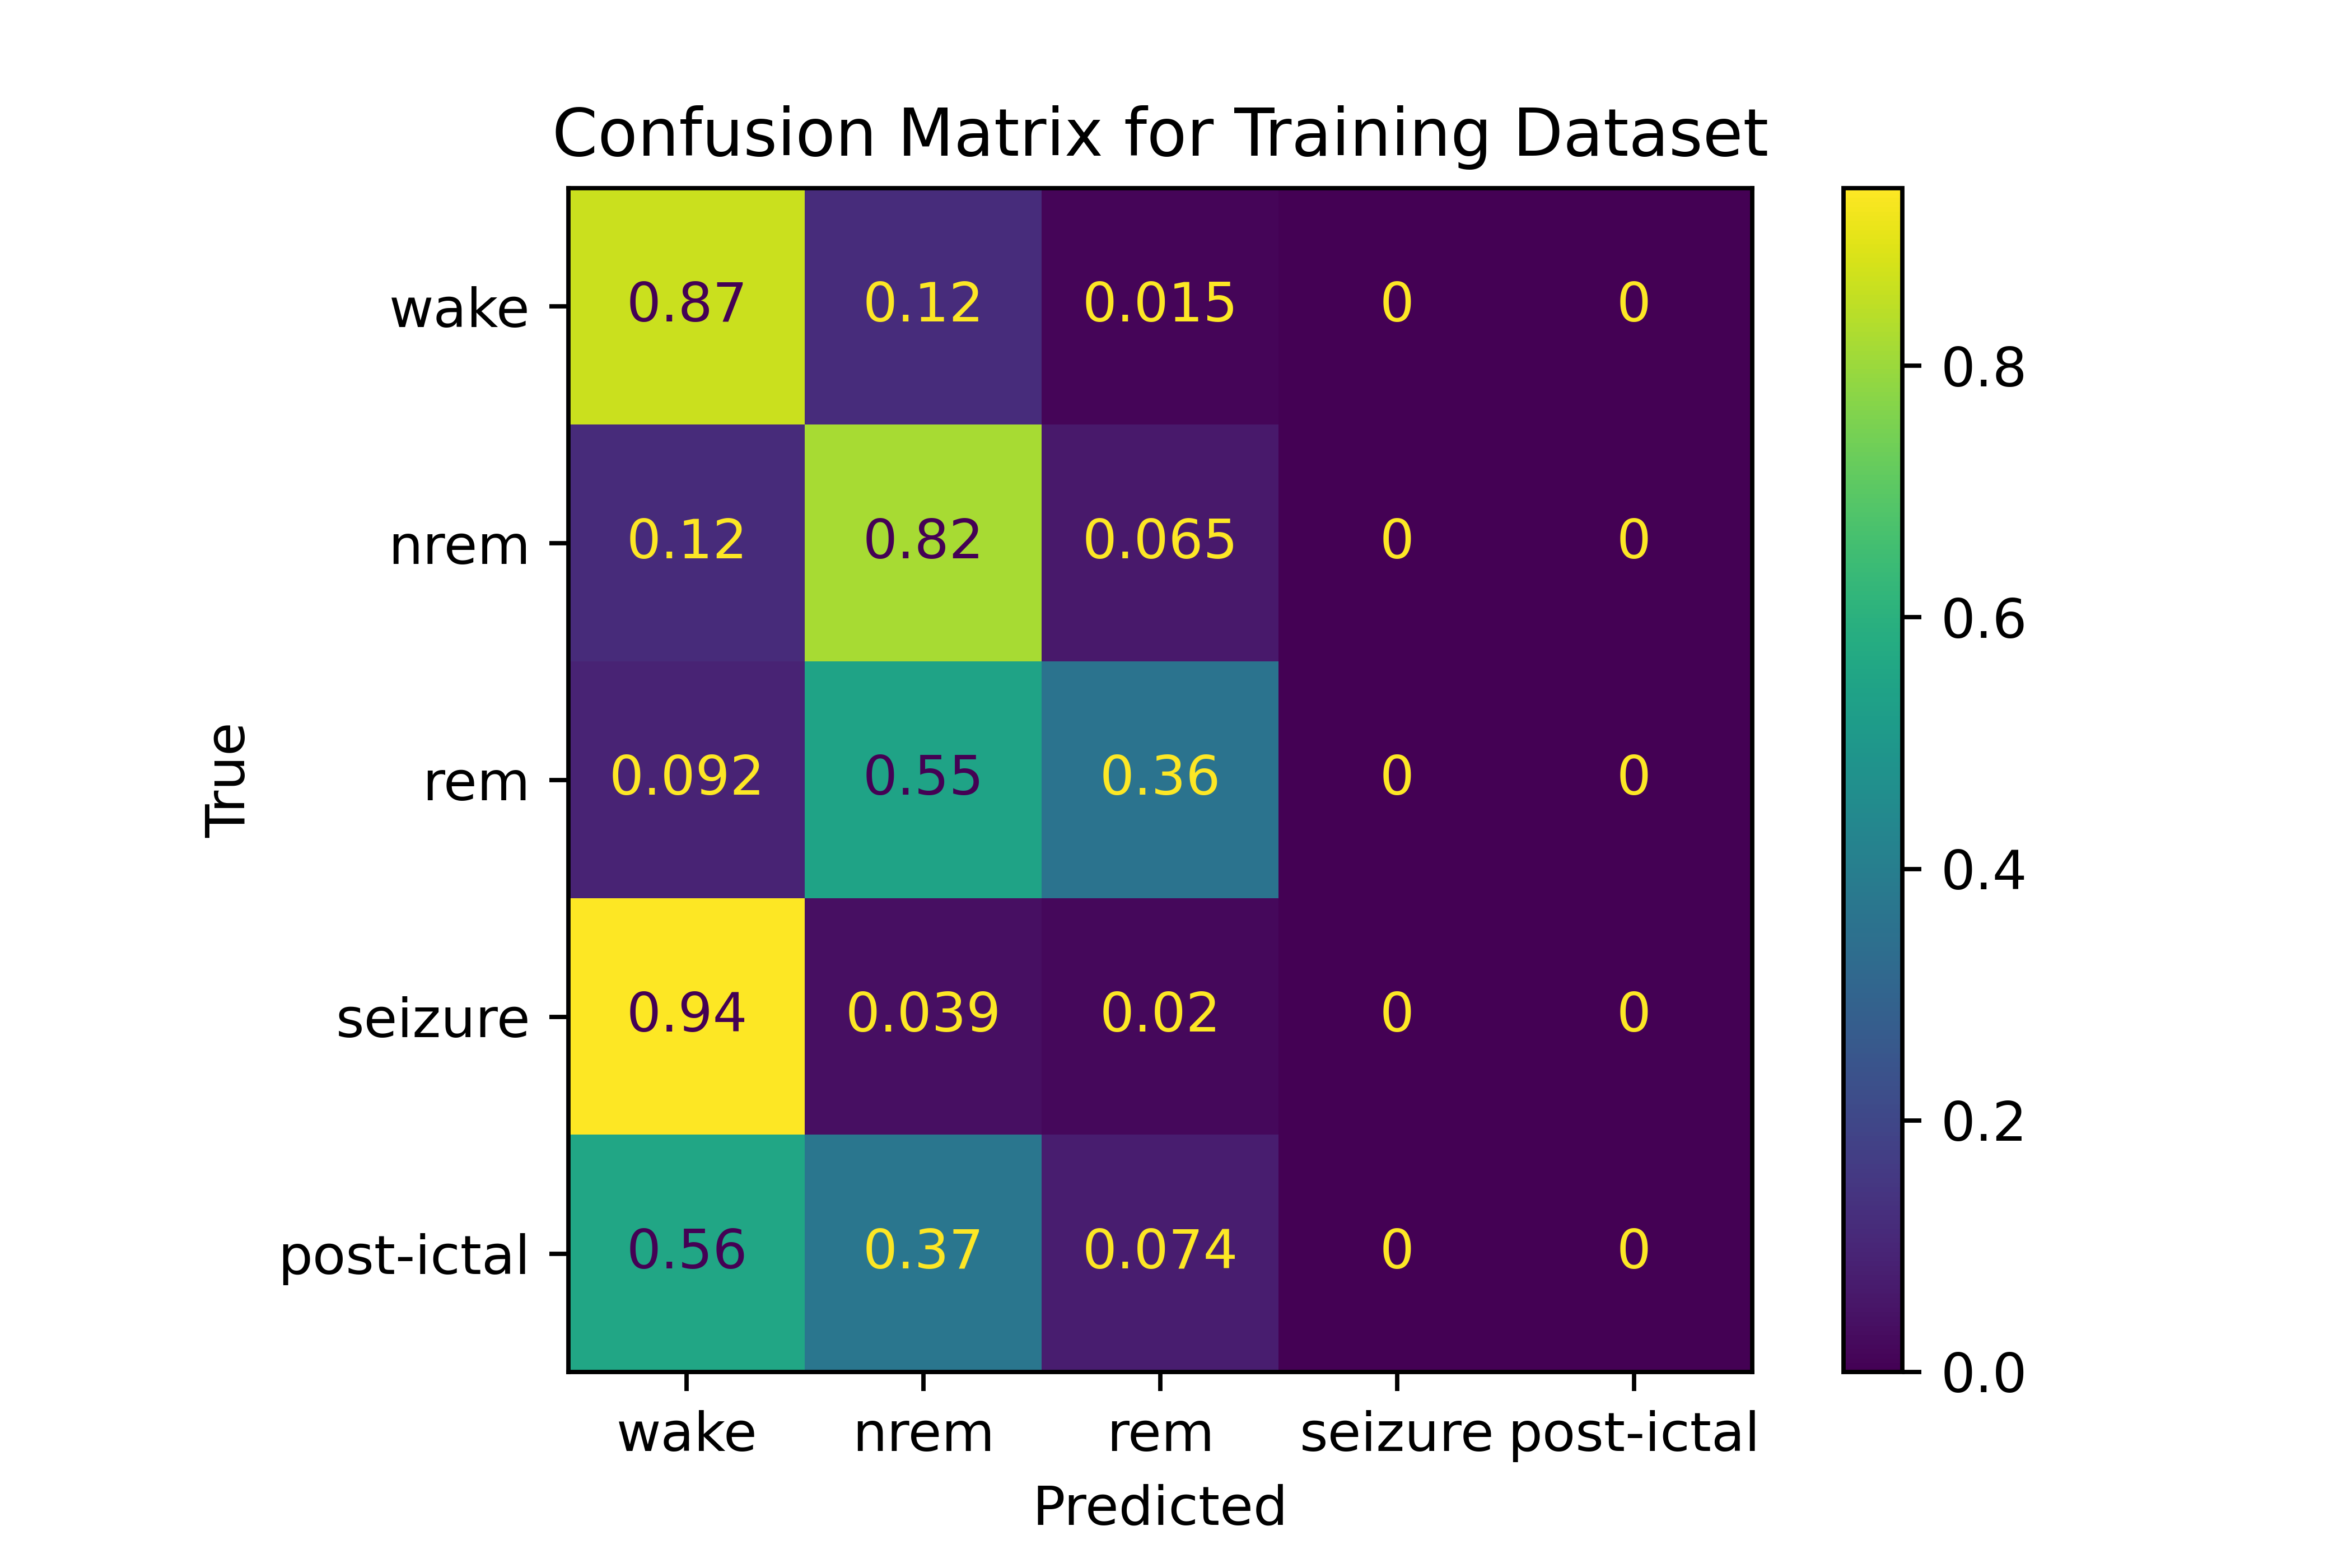 Confusion Matrix for Training Dataset
wake 0.87 0.12 0.015 0 0
nrem 0.12 0.82 0.065 0 0
rem 0.092 0.55 0.36 0 0
seizure 0.94 0.039 0.02 0 0
post-ictal 0.56 0.37 0.074 0 0
True
wake nrem rem seizure post-ictal
Predicted
0.8
0.6
0.4
0.2
0.0